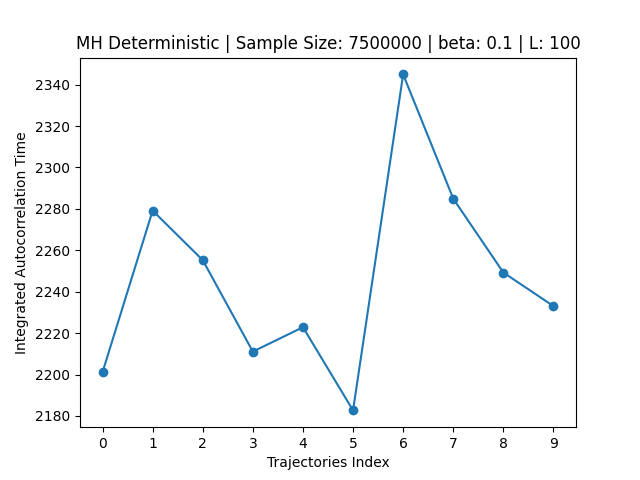 MH Deterministic | Sample Size: 7500000 | beta: 0.1 | L: 100
Integrated Autocorrelation Time
2340
2320
2300
2280
2260
2240
2220
2200
2180
0 1 2 3 4 5 6 7 8 9
Trajectories Index